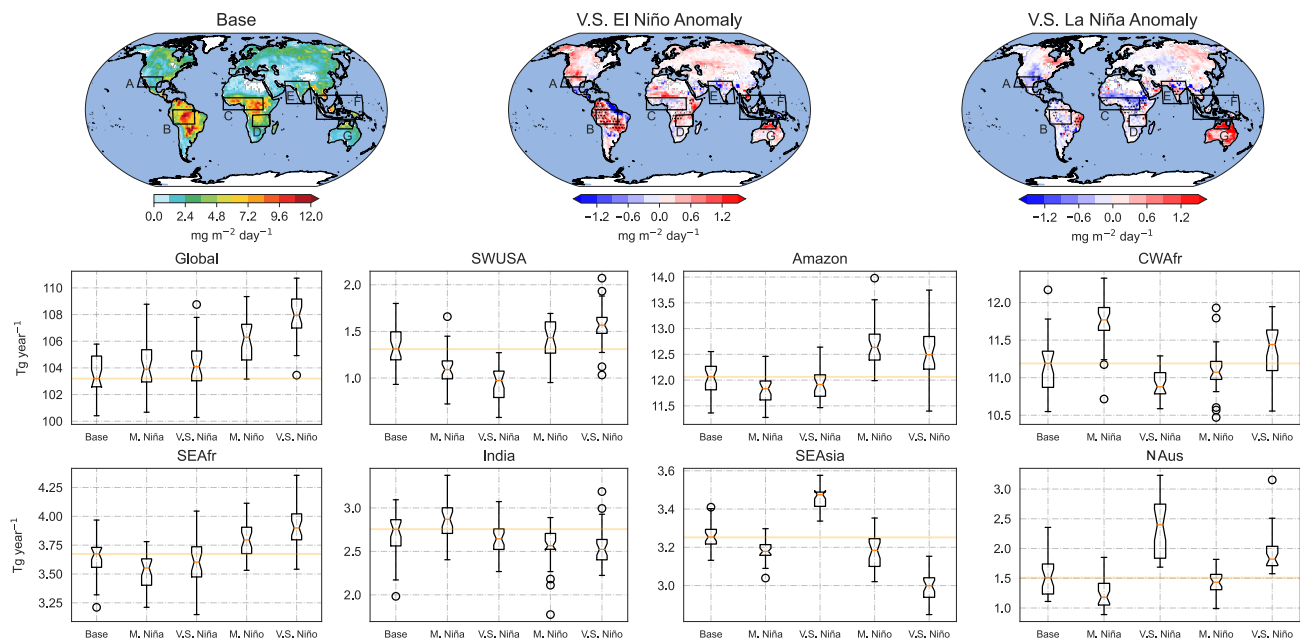 Base V.S. El Niño Anomaly V.S. La Niña Anomaly
A B C D E F G
A B C D E F G
A B C D E F G
0.0 2.4 4.8 7.2 9.6 12.0
−1.2 −0.6 0.0 0.6 1.2
−1.2 −0.6 0.0 0.6 1.2
mg m⁻² day⁻¹ mg m⁻² day⁻¹ mg m⁻² day⁻¹
Global
Tg year⁻¹
110
108
106
104
102
100
Base M. Niña V.S. Niña M. Niño V.S. Niño
SWUSA
2.0
1.5
1.0
Base M. Niña V.S. Niña M. Niño V.S. Niño
Amazon
14.0
13.5
13.0
12.5
12.0
11.5
Base M. Niña V.S. Niña M. Niño V.S. Niño
CWAfr
12.0
11.5
11.0
10.5
Base M. Niña V.S. Niña M. Niño V.S. Niño
SEAfr
Tg year⁻¹
4.25
4.00
3.75
3.50
3.25
Base M. Niña V.S. Niña M. Niño V.S. Niño
India
3.5
3.0
2.5
2.0
Base M. Niña V.S. Niña M. Niño V.S. Niño
SEAsia
3.6
3.4
3.2
3.0
Base M. Niña V.S. Niña M. Niño V.S. Niño
NAus
3.0
2.5
2.0
1.5
1.0
Base M. Niña V.S. Niña M. Niño V.S. Niño